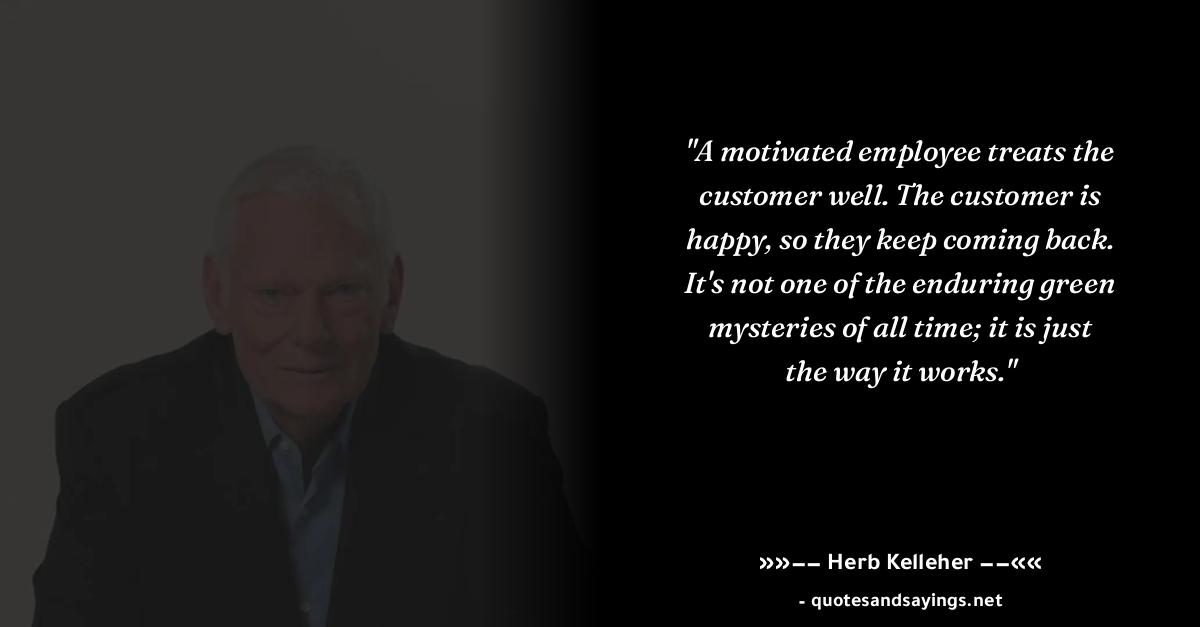 "A motivated employee treats the
customer well. The customer is
happy, so they keep coming back.
It's not one of the enduring green
mysteries of all time; it is just
the way it works."
»»−− Herb Kelleher −−««
- quotesandsayings.net